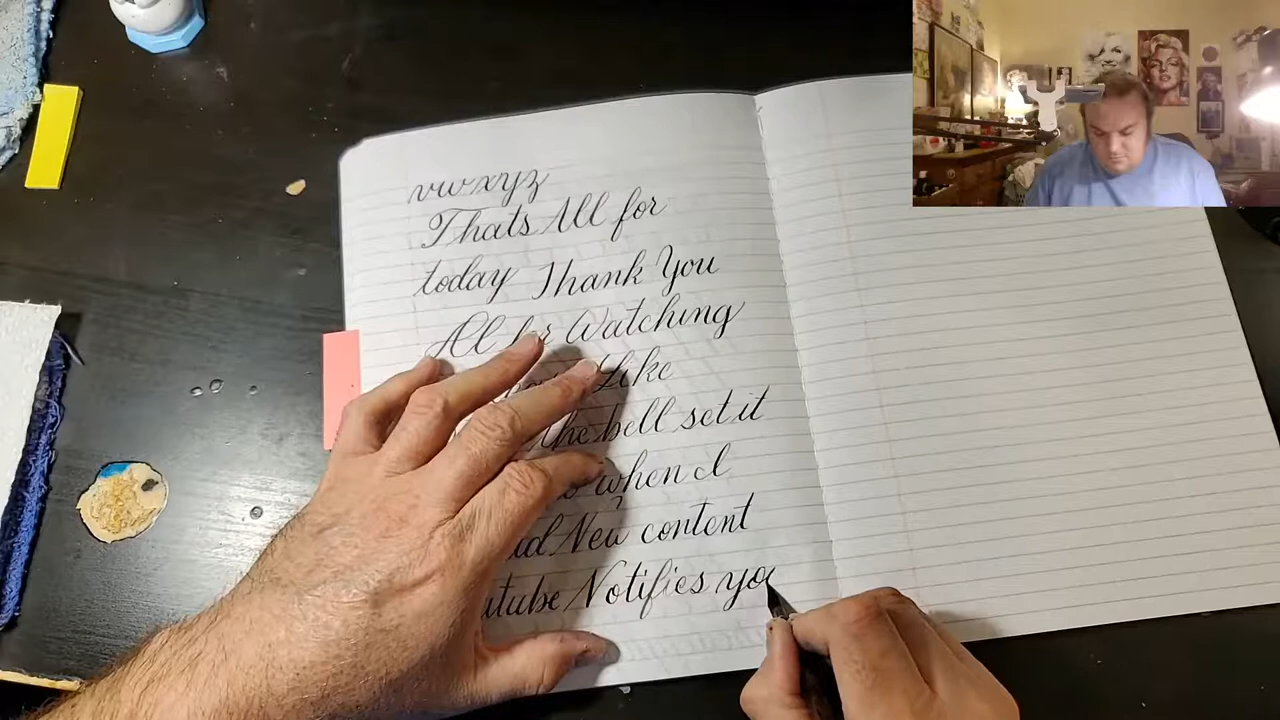 vwxyz
Thats All for
today Thank You
All for Watching
Like
the bell set it
when I
New content
Notifies yo